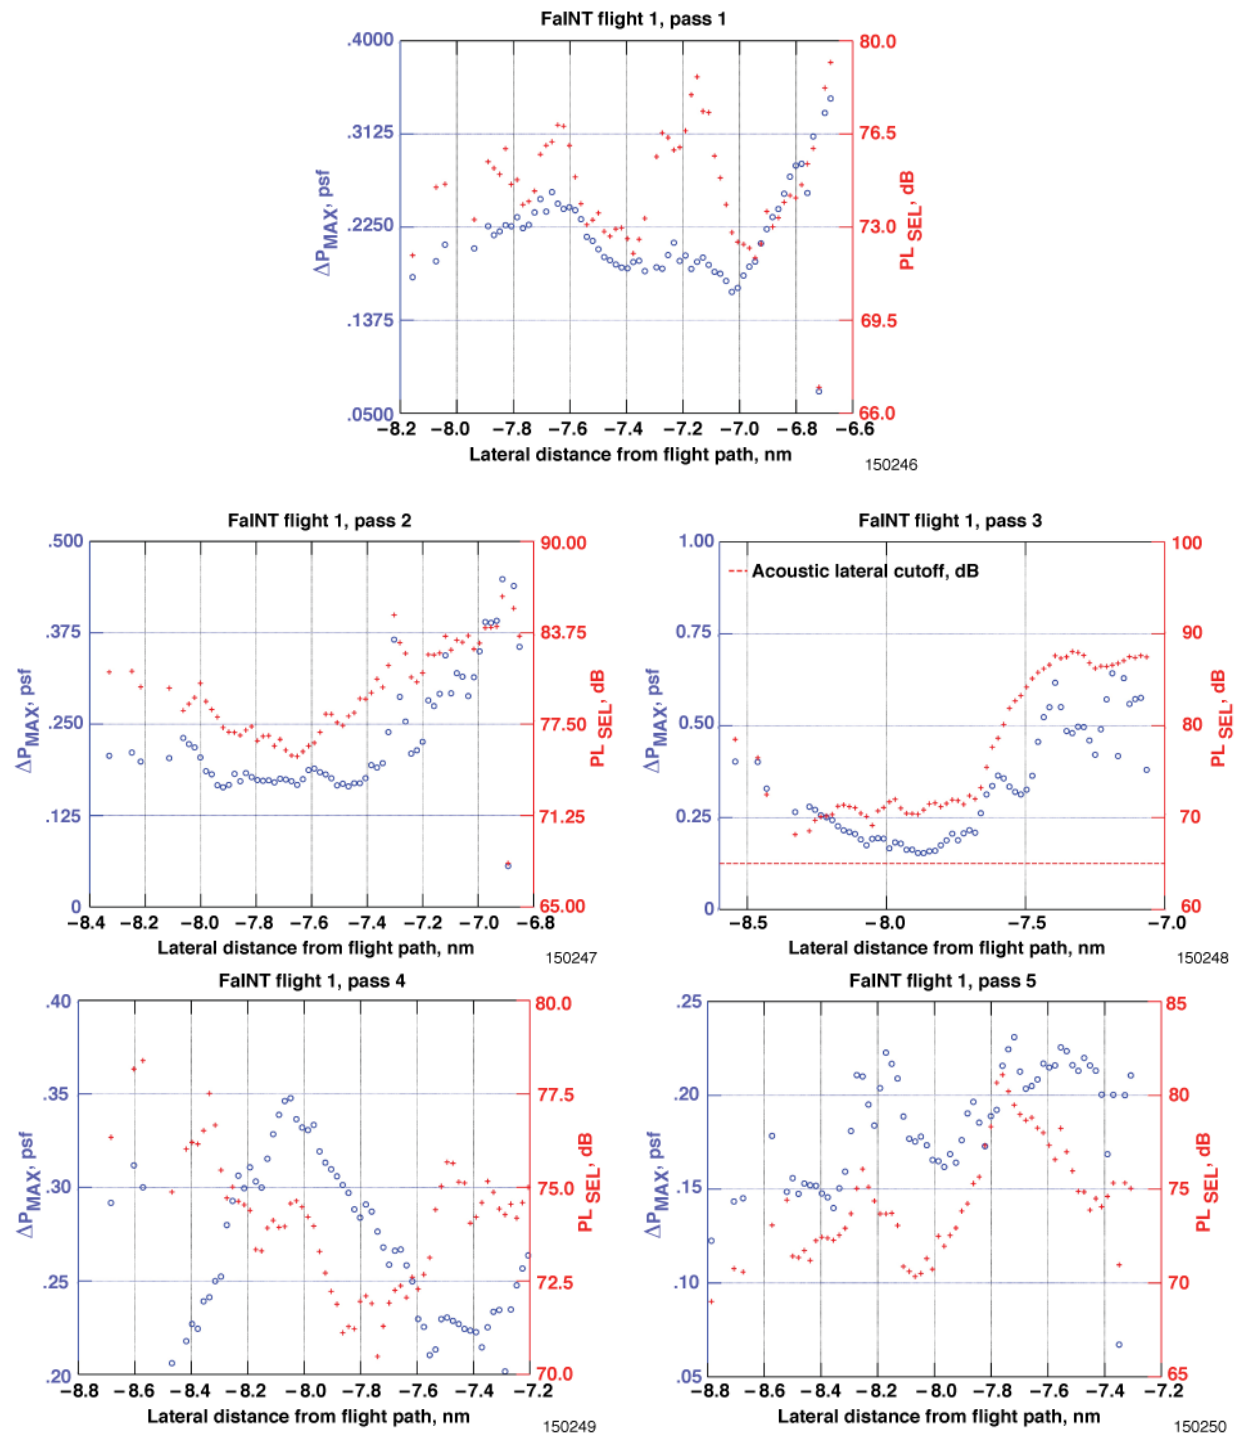 FaINT flight 1, pass 1
.4000 80.0
.3125 76.5
.2250 73.0
.1375 69.5
.0500 66.0
ΔPMAX, psf
PL SEL, dB
−8.2 −8.0 −7.8 −7.6 −7.4 −7.2 −7.0 −6.8 −6.6
Lateral distance from flight path, nm
150246
FaINT flight 1, pass 2
.500 90.00
.375 83.75
.250 77.50
.125 71.25
0 65.00
ΔPMAX, psf
PL SEL, dB
−8.4 −8.2 −8.0 −7.8 −7.6 −7.4 −7.2 −7.0 −6.8
Lateral distance from flight path, nm
150247
FaINT flight 1, pass 3
1.00 100
Acoustic lateral cutoff, dB
0.75 90
0.50 80
0.25 70
0 60
ΔPMAX, psf
PL SEL, dB
−8.5 −8.0 −7.5 −7.0
Lateral distance from flight path, nm
150248
FaINT flight 1, pass 4
.40 80.0
.35 77.5
.30 75.0
.25 72.5
.20 70.0
ΔPMAX, psf
PL SEL, dB
−8.8 −8.6 −8.4 −8.2 −8.0 −7.8 −7.6 −7.4 −7.2
Lateral distance from flight path, nm
150249
FaINT flight 1, pass 5
.25 85
.20 80
.15 75
.10 70
.05 65
ΔPMAX, psf
PL SEL, dB
−8.8 −8.6 −8.4 −8.2 −8.0 −7.8 −7.6 −7.4 −7.2
Lateral distance from flight path, nm
150250